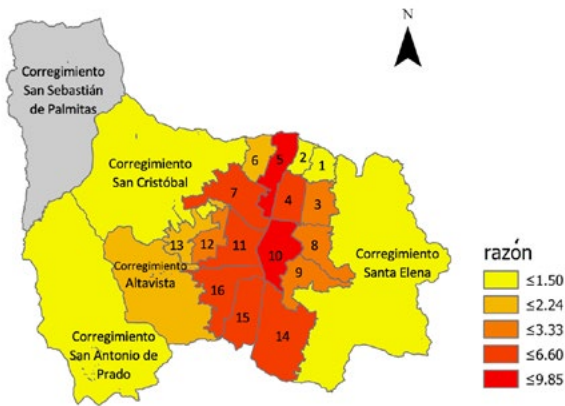 N
Corregimiento
San Sebastián
de Palmitas
Corregimiento
San Cristóbal
6
5
2
1
7
4
3
13
12
11
10
8
9
Corregimiento
Altavista
Corregimiento
Santa Elena
16
15
14
Corregimiento
San Antonio de
Prado
razón
≤1.50
≤2.24
≤3.33
≤6.60
≤9.85